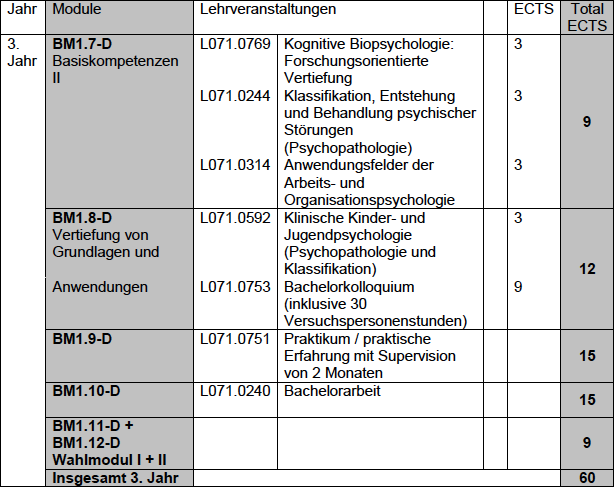 Jahr Module Lehrveranstaltungen ECTS Total
ECTS
3.
Jahr
BM1.7-D
Basiskompetenzen
II
L071.0769 Kognitive Biopsychologie: 3
Forschungsorientierte
Vertiefung
L071.0244 Klassifikation, Entstehung 3
und Behandlung psychischer
Störungen
(Psychopathologie)
L071.0314 Anwendungsfelder der 3
Arbeits- und
Organisationspsychologie
9
BM1.8-D
Vertiefung von
Grundlagen und
Anwendungen
L071.0592 Klinische Kinder- und 3
Jugendpsychologie
(Psychopathologie und
Klassifikation)
L071.0753 Bachelorkolloquium 9
(inklusive 30
Versuchspersonenstunden)
12
BM1.9-D L071.0751 Praktikum / praktische
Erfahrung mit Supervision
von 2 Monaten
15
BM1.10-D L071.0240 Bachelorarbeit
15
BM1.11-D +
BM1.12-D
Wahlmodul I + II
9
Insgesamt 3. Jahr 60